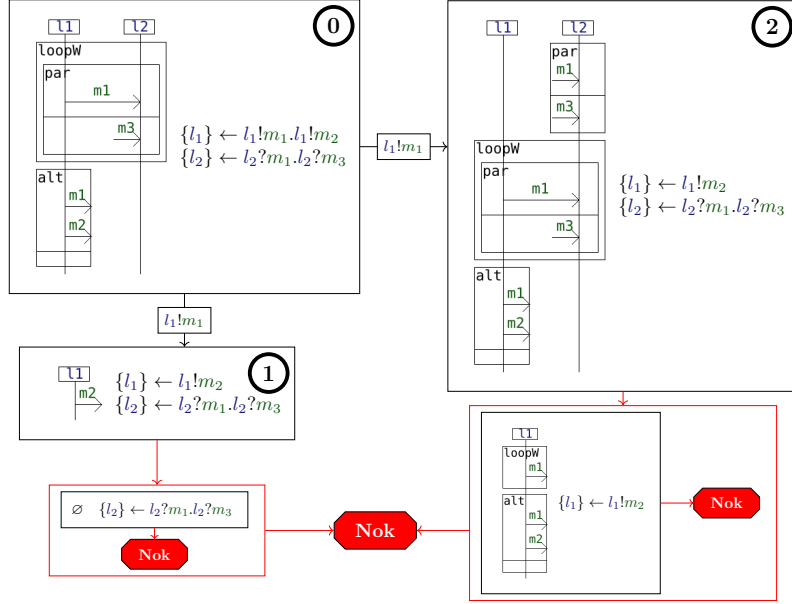 0
l1 l2
loopW
par
m1
m3
{l₁} ← l₁!m₁.l₁!m₂
{l₂} ← l₂?m₁.l₂?m₃
alt
m1
m2
l₁!m₁
2
l1 l2
par
m1
m3
loopW
par
m1
m3
{l₁} ← l₁!m₂
{l₂} ← l₂?m₁.l₂?m₃
alt
m1
m2
l₁!m₁
1
l1
m2
{l₁} ← l₁!m₂
{l₂} ← l₂?m₁.l₂?m₃
∅ {l₂} ← l₂?m₁.l₂?m₃
Nok
Nok
l1
loopW
m1
alt
m1
m2
{l₁} ← l₁!m₂
Nok